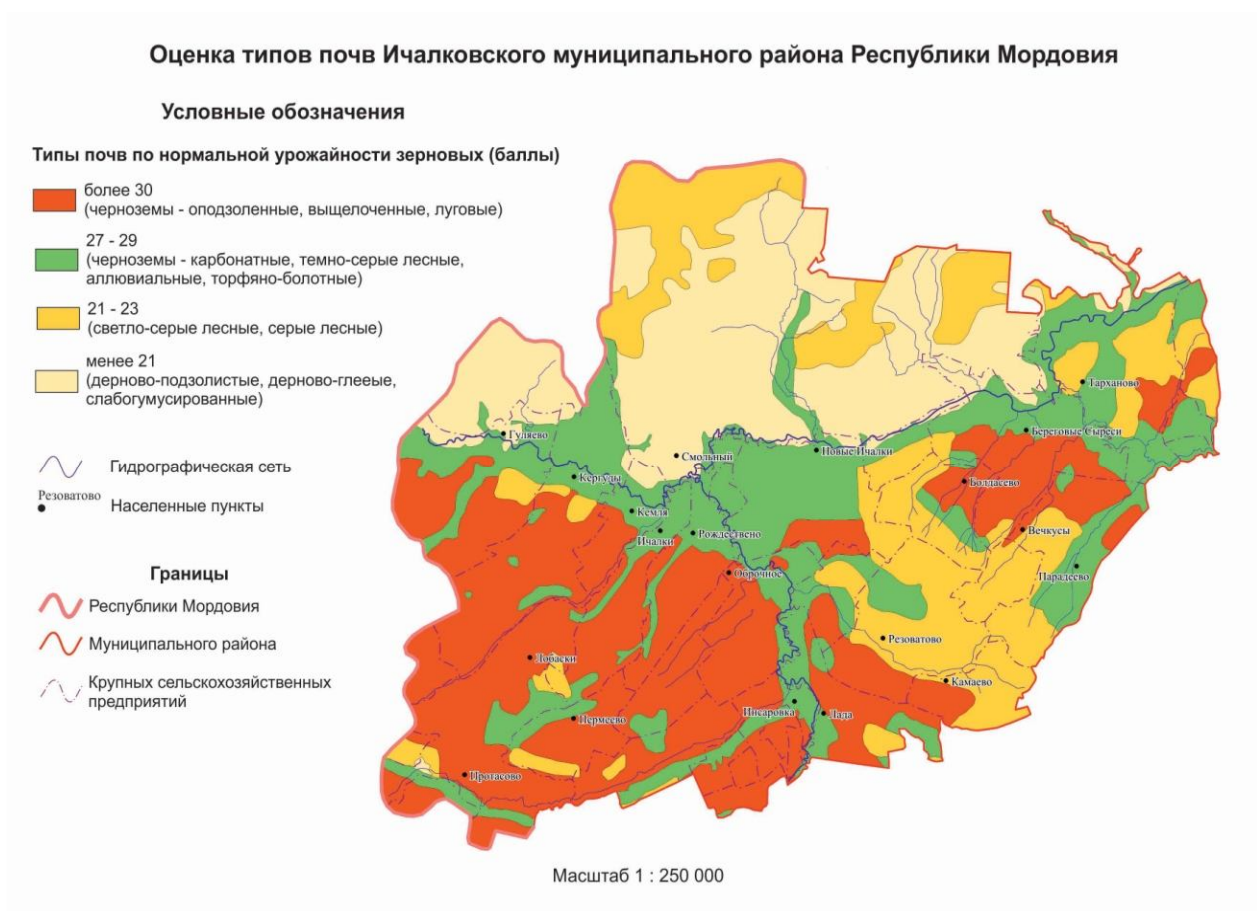 Оценка типов почв Ичалковского муниципального района Республики Мордовия
Условные обозначения
Типы почв по нормальной урожайности зерновых (баллы)
более 30
(черноземы - оподзоленные, выщелоченные, луговые)
27 - 29
(черноземы - карбонатные, темно-серые лесные,
аллювиальные, торфяно-болотные)
21 - 23
(светло-серые лесные, серые лесные)
менее 21
(дерново-подзолистые, дерново-глееые,
слабогумусированные)
Гидрографическая сеть
Резоватово
Населенные пункты
Границы
Республики Мордовия
Муниципального района
Крупных сельскохозяйственных
предприятий
Тарханово
Гуляево
Береговые Сыреси
Смольный
Новые Ичалки
Кергуды
Болдасево
Кемля
Ичалки
Рождествено
Вечкусы
Оброчное
Парадеево
Резоватово
Лобаски
Камаево
Инсаровка
Лада
Пермеево
Протасово
Масштаб 1 : 250 000